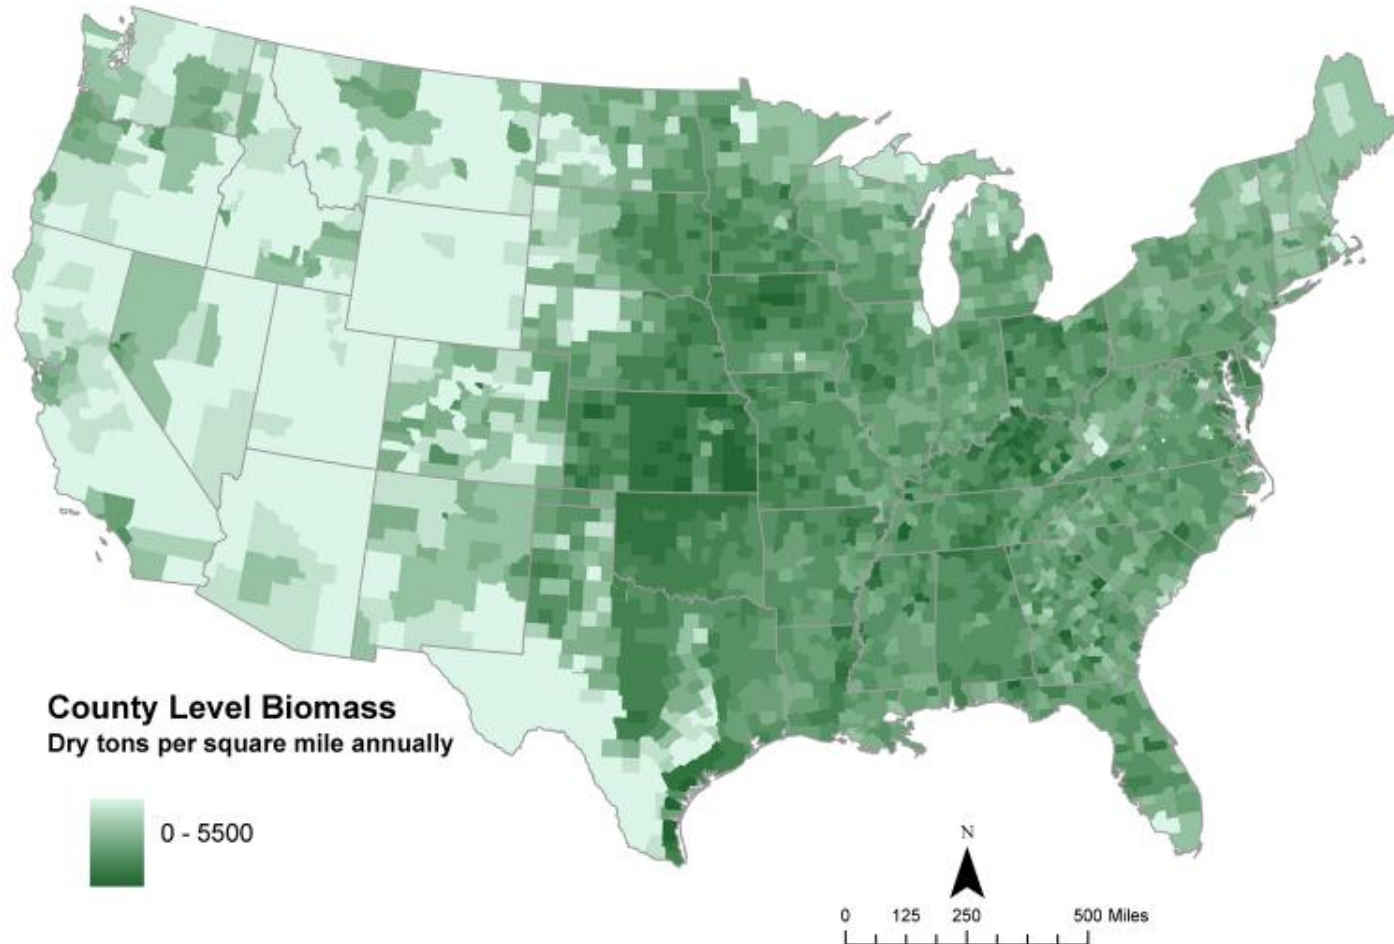 County Level Biomass
Dry tons per square mile annually
0 - 5500
N
0 125 250 500 Miles